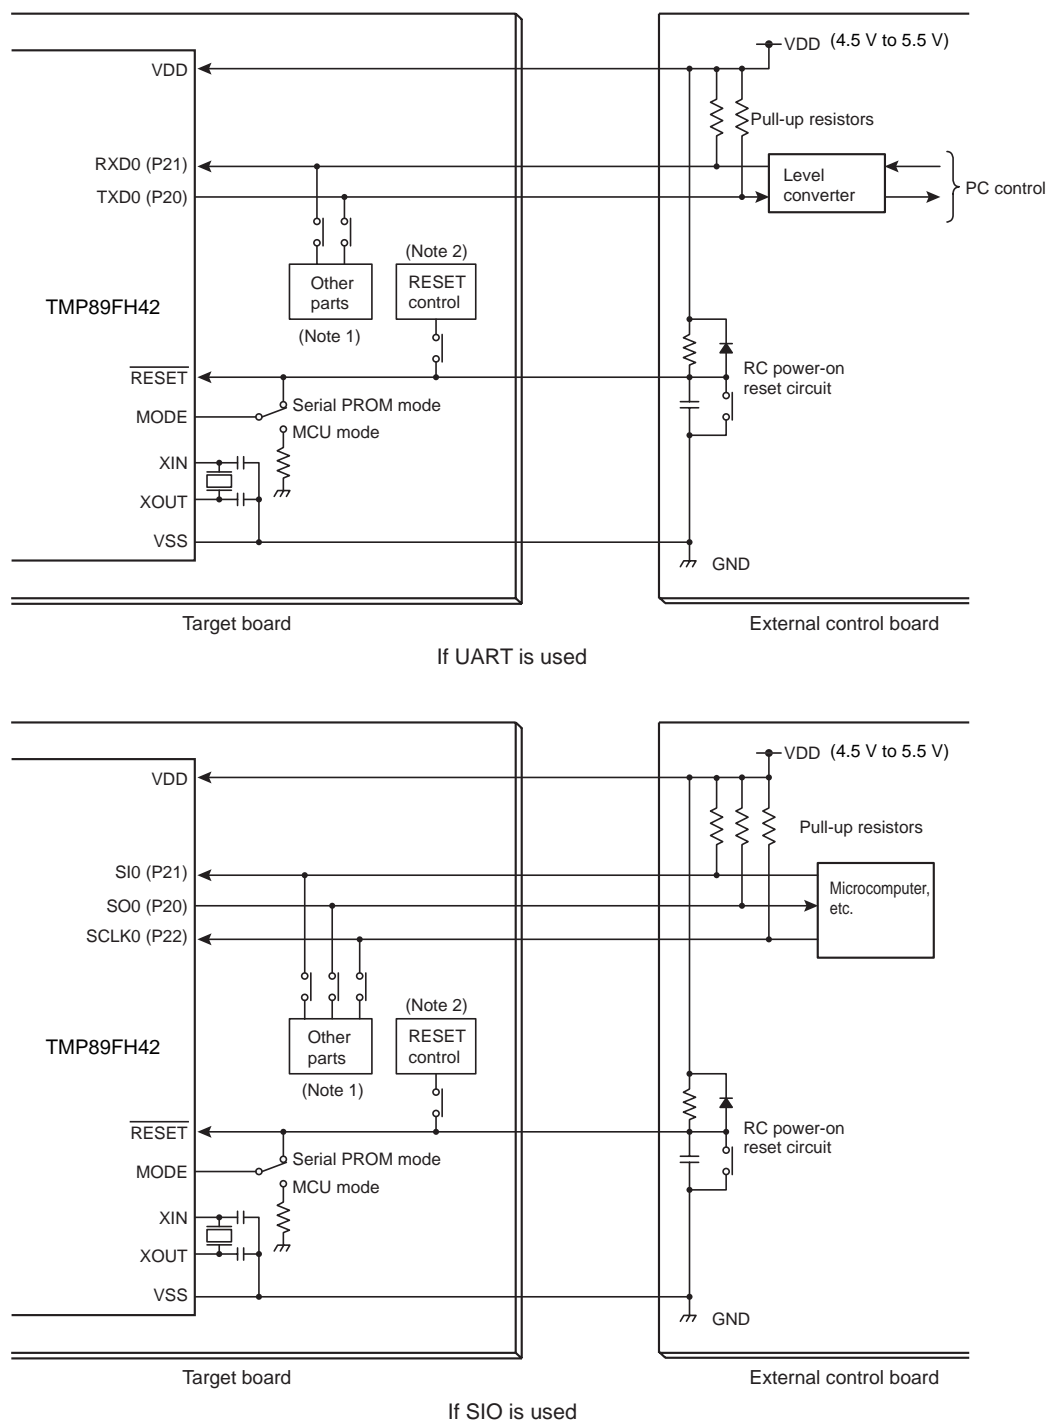 VDD (4.5 V to 5.5 V)
VDD
Pull-up resistors
RXD0 (P21)
TXD0 (P20)
Level
converter
PC control
(Note 2)
Other
parts
RESET
control
TMP89FH42
(Note 1)
RESET
RC power-on
reset circuit
Serial PROM mode
MODE
MCU mode
XIN
XOUT
VSS
GND
Target board
External control board
If UART is used
VDD (4.5 V to 5.5 V)
VDD
Pull-up resistors
SI0 (P21)
SO0 (P20)
SCLK0 (P22)
Microcomputer,
etc.
(Note 2)
Other
parts
RESET
control
TMP89FH42
(Note 1)
RESET
RC power-on
reset circuit
Serial PROM mode
MODE
MCU mode
XIN
XOUT
VSS
GND
Target board
External control board
If SIO is used